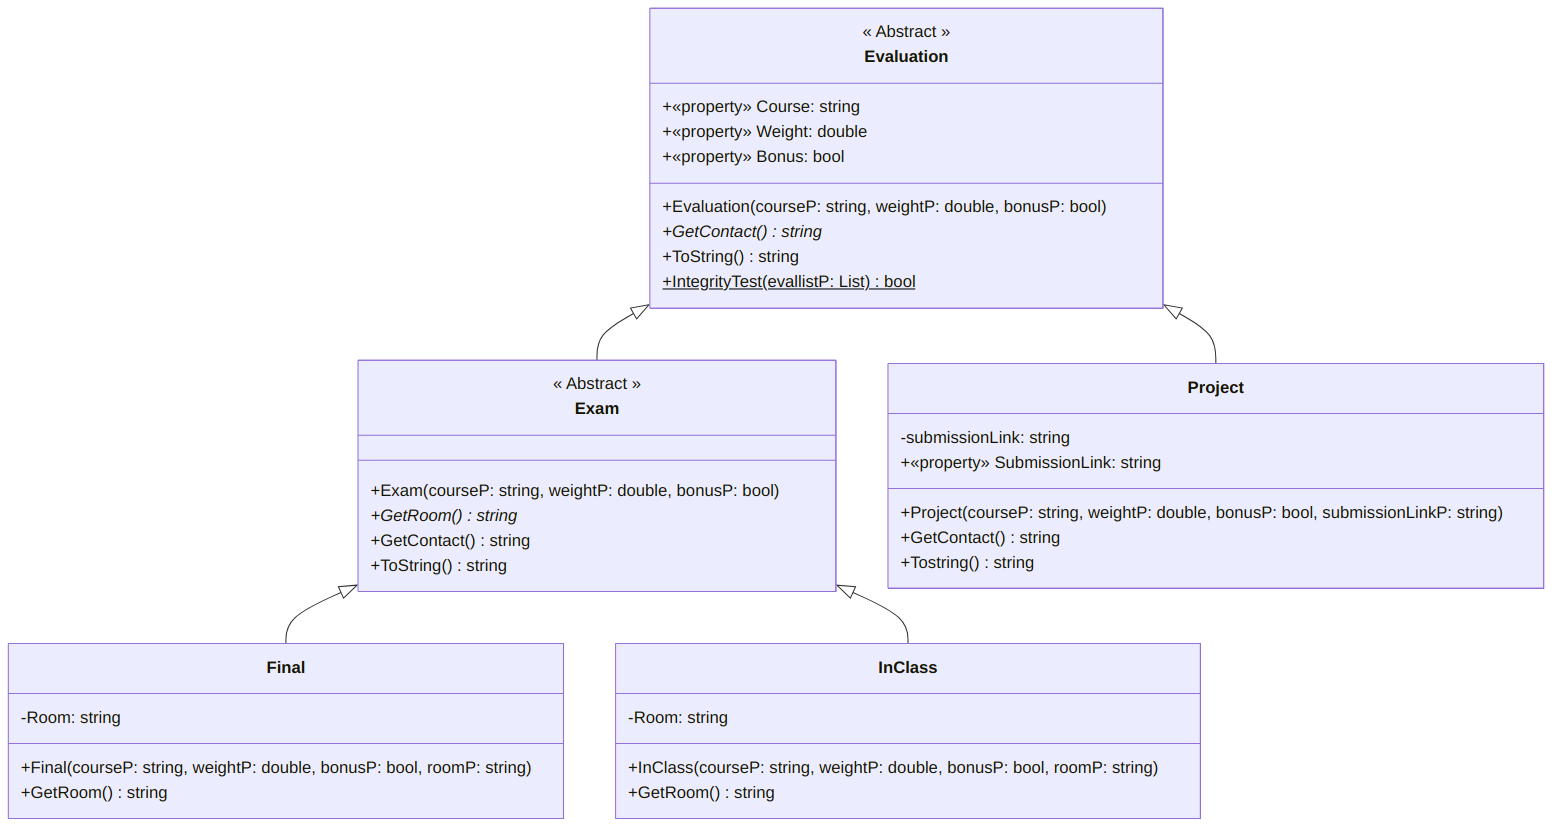 « Abstract »
Evaluation
+«property» Course: string
+«property» Weight: double
+«property» Bonus: bool
+Evaluation(courseP: string, weightP: double, bonusP: bool)
+GetContact() : string
+ToString() : string
+IntegrityTest(evallistP: List) : bool
« Abstract »
Exam
+Exam(courseP: string, weightP: double, bonusP: bool)
+GetRoom() : string
+GetContact() : string
+ToString() : string
Project
-submissionLink: string
+«property» SubmissionLink: string
+Project(courseP: string, weightP: double, bonusP: bool, submissionLinkP: string)
+GetContact() : string
+Tostring() : string
Final
-Room: string
+Final(courseP: string, weightP: double, bonusP: bool, roomP: string)
+GetRoom() : string
InClass
-Room: string
+InClass(courseP: string, weightP: double, bonusP: bool, roomP: string)
+GetRoom() : string